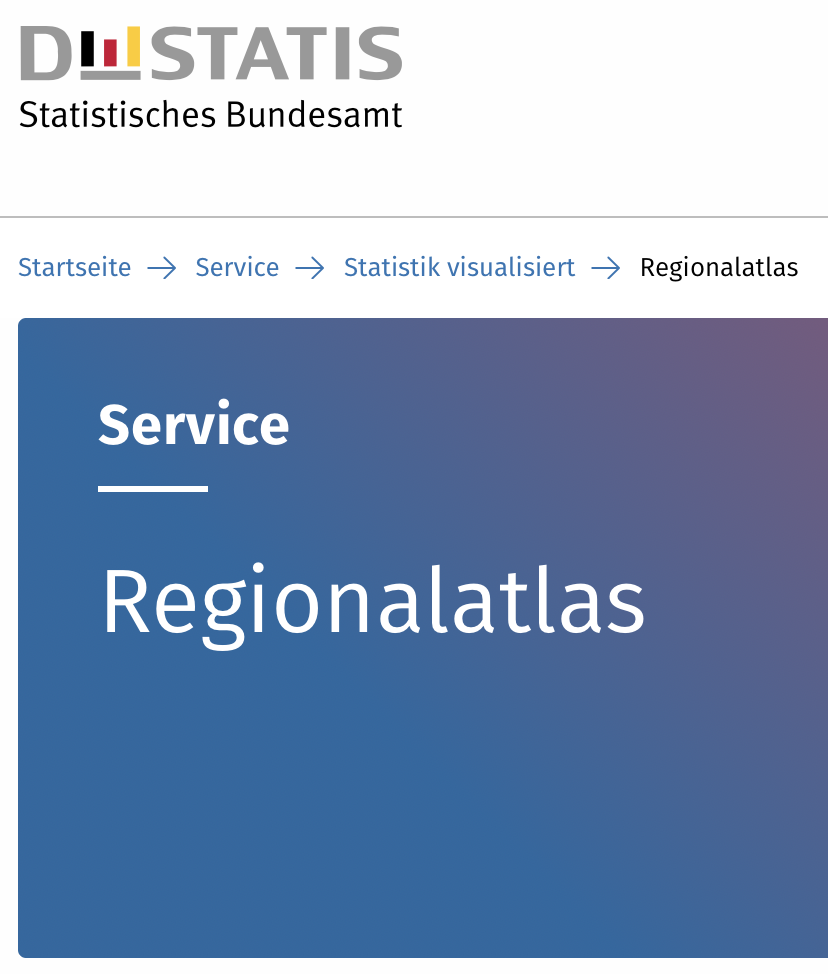 DESTATIS
Statistisches Bundesamt
Startseite → Service → Statistik visualisiert → Regionalatlas
Service
Regionalatlas